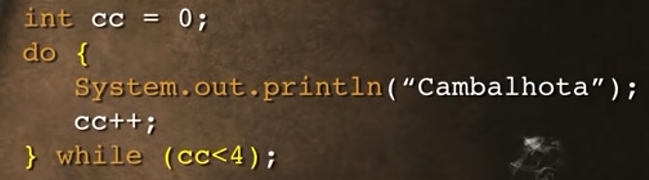 int cc = 0;
do {
System.out.println(“Cambalhota”);
cc++;
} while (cc<4);